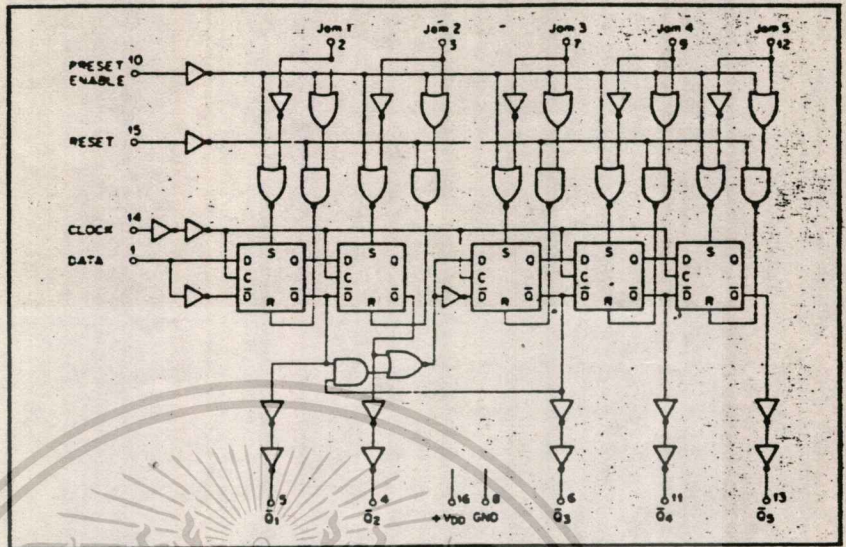 Jam 1 Jam 2 Jam 3 Jam 4 Jam 5
2 3 7 9 12
PRESET 10
ENABLE
RESET 15
CLOCK 14
DATA 1
S S S S S
D Q D Q D Q D Q D Q
C C C C C
D̅ Q̅ D̅ Q̅ D̅ Q̅ D̅ Q̅ D̅ Q̅
R R R R R
5 4 16 8 6 11 13
Q̅1 Q̅2 +VDD GND Q̅3 Q̅4 Q̅5